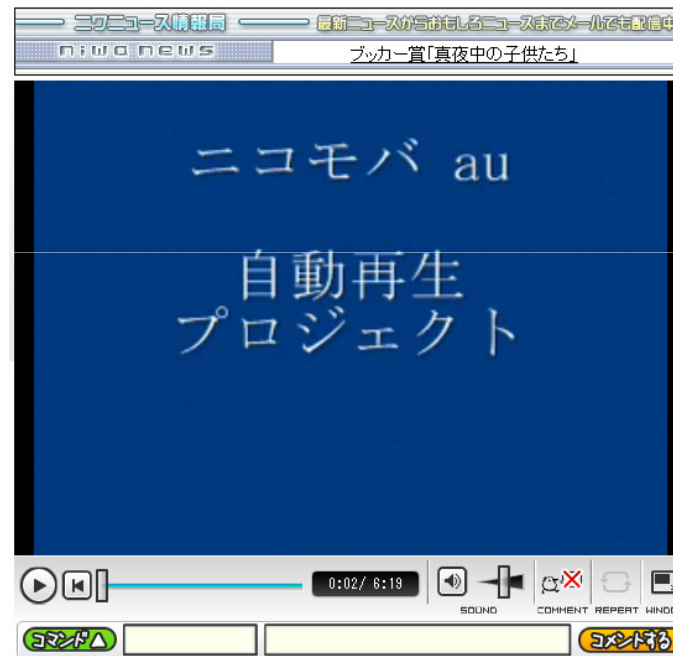 ニワニュース情報局
最新ニュースからおもしろニュースまでメールでも配信中
niwanews
ブッカー賞「真夜中の子供たち」
ニコモバ au
自動再生
プロジェクト
0:02/ 6:19
SOUND
COMMENT
REPERT
コマンド△
コメントする